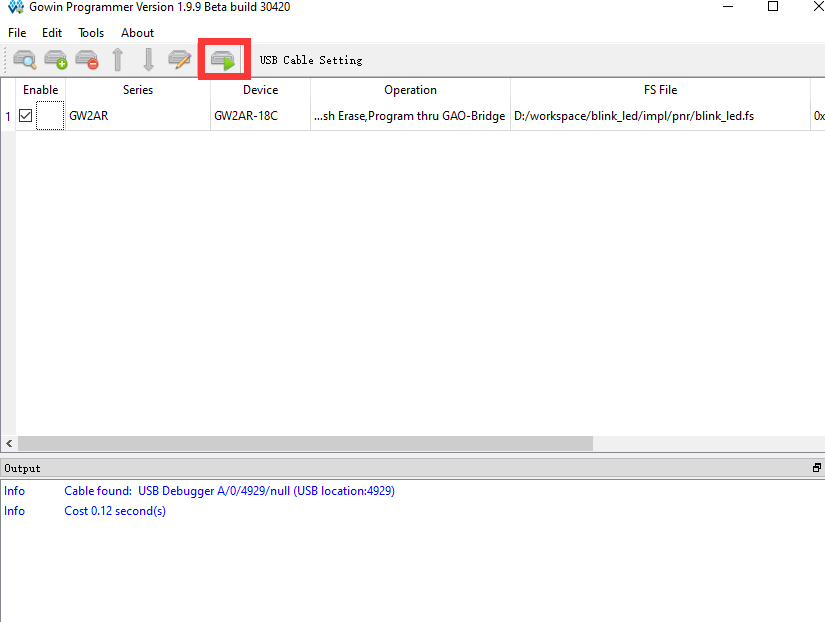 Gowin Programmer Version 1.9.9 Beta build 30420
File Edit Tools About
USB Cable Setting
Enable Series Device Operation FS File
1 GW2AR GW2AR-18C ...sh Erase,Program thru GAO-Bridge D:/workspace/blink_led/impl/pnr/blink_led.fs 0x
Output
Info Cable found: USB Debugger A/0/4929/null (USB location:4929)
Info Cost 0.12 second(s)